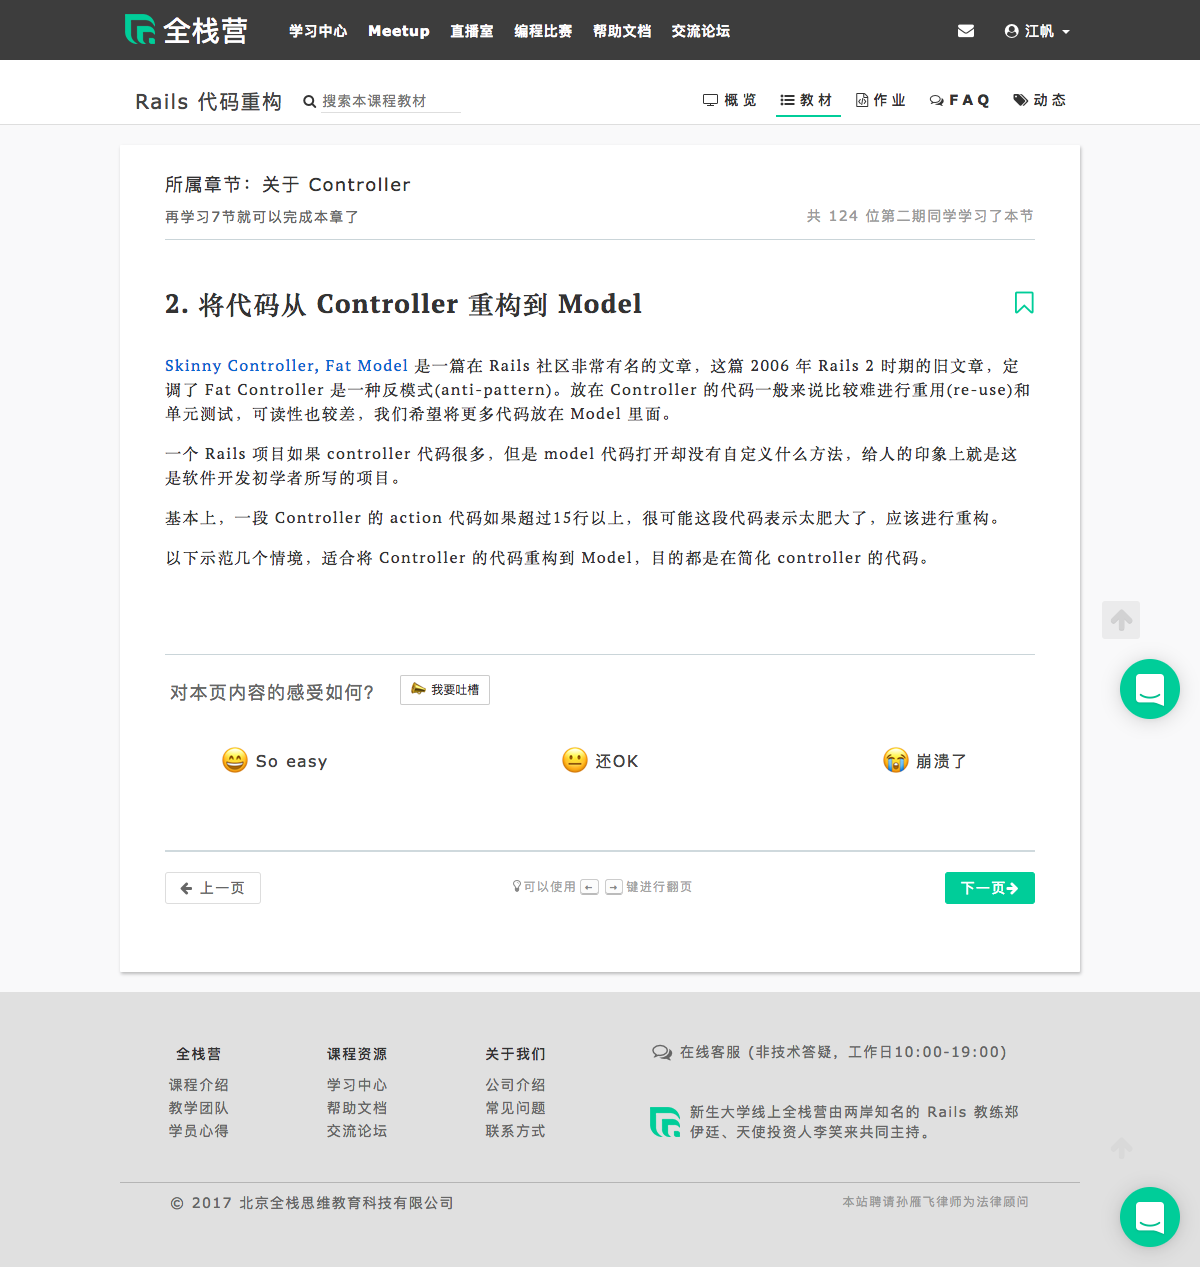 全栈营
学习中心 Meetup 直播室 编程比赛 帮助文档 交流论坛 江帆
Rails 代码重构 搜索本课程教材 概览 教材 作业 FAQ 动态
所属章节：关于 Controller
再学习7节就可以完成本章了 共 124 位第二期同学学习了本节
2. 将代码从 Controller 重构到 Model
Skinny Controller, Fat Model 是一篇在 Rails 社区非常有名的文章，这篇 2006 年 Rails 2 时期的旧文章，定
调了 Fat Controller 是一种反模式(anti-pattern)。放在 Controller 的代码一般来说比较难进行重用(re-use)和
单元测试，可读性也较差，我们希望将更多代码放在 Model 里面。
一个 Rails 项目如果 controller 代码很多，但是 model 代码打开却没有自定义什么方法，给人的印象上就是这
是软件开发初学者所写的项目。
基本上，一段 Controller 的 action 代码如果超过15行以上，很可能这段代码表示太肥大了，应该进行重构。
以下示范几个情境，适合将 Controller 的代码重构到 Model，目的都是在简化 controller 的代码。
对本页内容的感受如何? 我要吐槽
So easy 还OK 崩溃了
上一页 可以使用 ← → 键进行翻页 下一页
全栈营 课程资源 关于我们 在线客服 (非技术答疑，工作日10:00-19:00)
课程介绍 学习中心 公司介绍
教学团队 帮助文档 常见问题
学员心得 交流论坛 联系方式
新生大学线上全栈营由两岸知名的 Rails 教练郑
伊廷、天使投资人李笑来共同主持。
© 2017 北京全栈思维教育科技有限公司 本站聘请孙雁飞律师为法律顾问